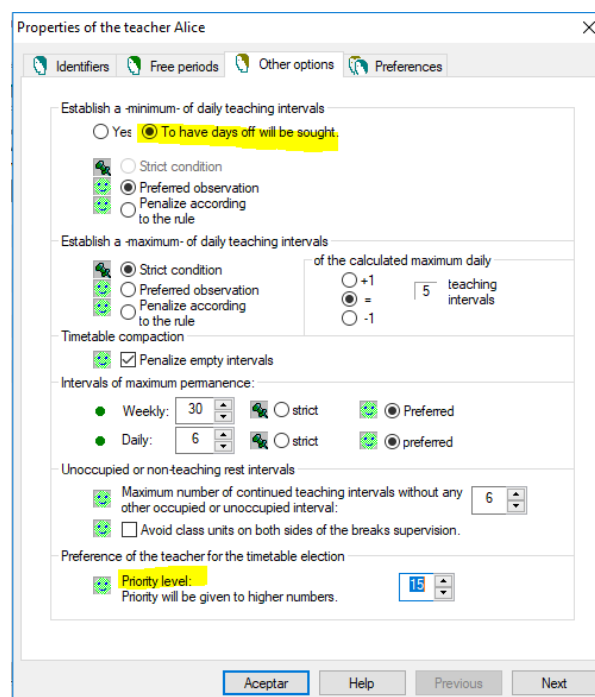 Properties of the teacher Alice
Identifiers Free periods Other options Preferences
Establish a -minimum- of daily teaching intervals
Yes To have days off will be sought.
Strict condition
Preferred observation
Penalize according
to the rule
Establish a -maximum- of daily teaching intervals
of the calculated maximum daily
Strict condition
Preferred observation
Penalize according
to the rule
+1
=
-1
5 teaching
intervals
Timetable compaction
Penalize empty intervals
Intervals of maximum permanence:
Weekly: 30 strict Preferred
Daily: 6 strict preferred
Unoccupied or non-teaching rest intervals
Maximum number of continued teaching intervals without any
other occupied or unoccupied interval: 6
Avoid class units on both sides of the breaks supervision.
Preference of the teacher for the timetable election
Priority level:
Priority will be given to higher numbers. 15
Aceptar Help Previous Next